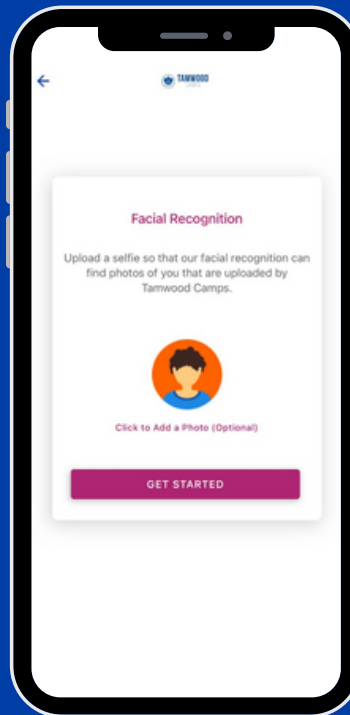 TAMWOOD
CAMPS
Facial Recognition
Upload a selfie so that our facial recognition can
find photos of you that are uploaded by
Tamwood Camps.
Click to Add a Photo (Optional)
GET STARTED